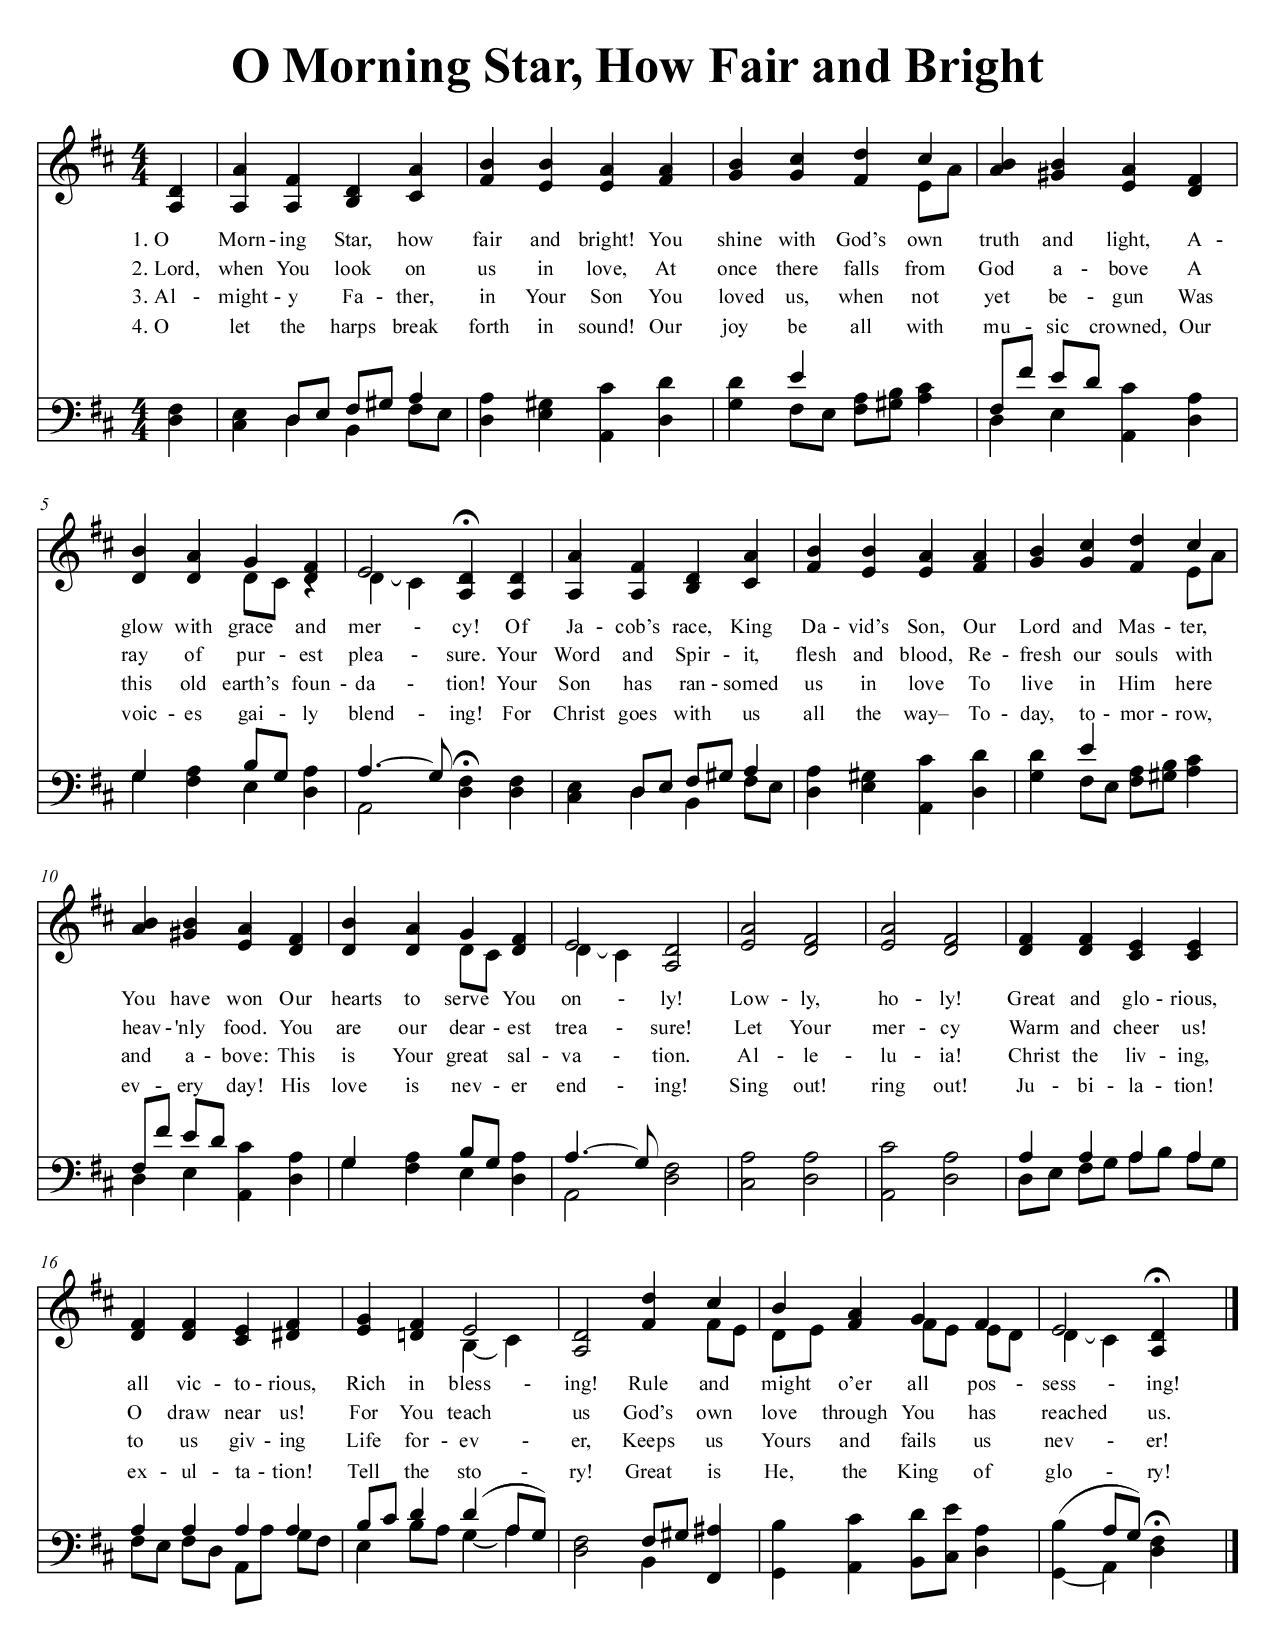 O Morning Star, How Fair and Bright
1. O Morn - ing Star, how fair and bright! You shine with God’s own truth and light, A -
2. Lord, when You look on us in love, At once there falls from God a - bove A
3. Al - might - y Fa - ther, in Your Son You loved us, when not yet be - gun Was
4. O let the harps break forth in sound! Our joy be all with mu - sic crowned, Our
5
glow with grace and mer - cy! Of Ja - cob’s race, King Da - vid’s Son, Our Lord and Mas - ter,
ray of pur - est plea - sure. Your Word and Spir - it, flesh and blood, Re - fresh our souls with
this old earth’s foun - da - tion! Your Son has ran - somed us in love To live in Him here
voic - es gai - ly blend - ing! For Christ goes with us all the way– To - day, to - mor - row,
10
You have won Our hearts to serve You on - ly! Low - ly, ho - ly! Great and glo - rious,
heav - 'nly food. You are our dear - est trea - sure! Let Your mer - cy Warm and cheer us!
and a - bove: This is Your great sal - va - tion. Al - le - lu - ia! Christ the liv - ing,
ev - ery day! His love is nev - er end - ing! Sing out! ring out! Ju - bi - la - tion!
16
all vic - to - rious, Rich in bless - ing! Rule and might o’er all pos - sess - ing!
O draw near us! For You teach us God’s own love through You has reached us.
to us giv - ing Life for - ev - er, Keeps us Yours and fails us nev - er!
ex - ul - ta - tion! Tell the sto - ry! Great is He, the King of glo - ry!